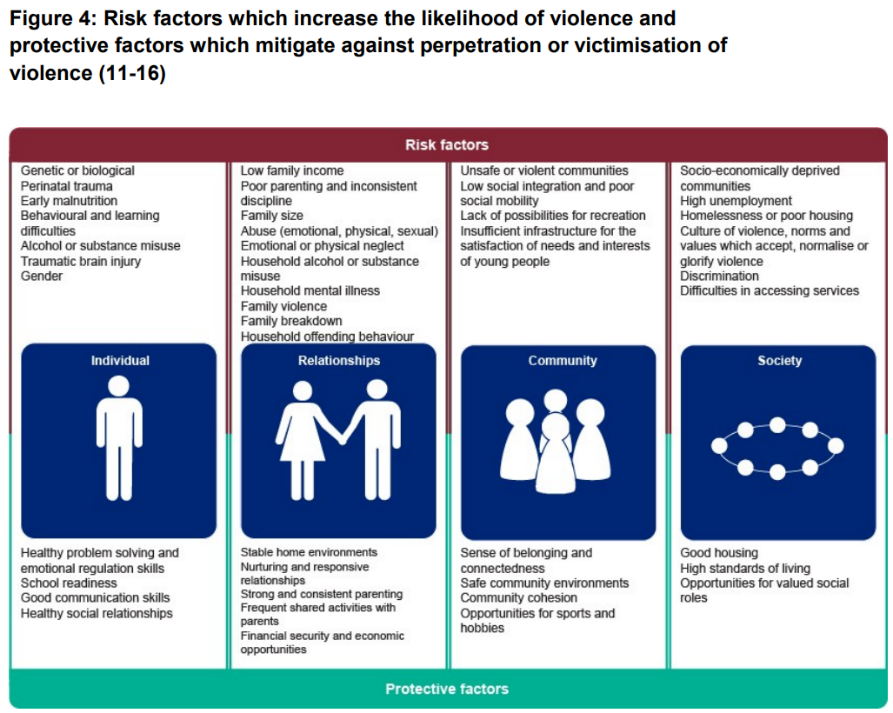 Figure 4: Risk factors which increase the likelihood of violence and
protective factors which mitigate against perpetration or victimisation of
violence (11-16)
Risk factors
Genetic or biological
Perinatal trauma
Early malnutrition
Behavioural and learning
difficulties
Alcohol or substance misuse
Traumatic brain injury
Gender
Low family income
Poor parenting and inconsistent
discipline
Family size
Abuse (emotional, physical, sexual)
Emotional or physical neglect
Household alcohol or substance
misuse
Household mental illness
Family violence
Family breakdown
Household offending behaviour
Unsafe or violent communities
Low social integration and poor
social mobility
Lack of possibilities for recreation
Insufficient infrastructure for the
satisfaction of needs and interests
of young people
Socio-economically deprived
communities
High unemployment
Homelessness or poor housing
Culture of violence, norms and
values which accept, normalise or
glorify violence
Discrimination
Difficulties in accessing services
Individual
Relationships
Community
Society
Healthy problem solving and
emotional regulation skills
School readiness
Good communication skills
Healthy social relationships
Stable home environments
Nurturing and responsive
relationships
Strong and consistent parenting
Frequent shared activities with
parents
Financial security and economic
opportunities
Sense of belonging and
connectedness
Safe community environments
Community cohesion
Opportunities for sports and
hobbies
Good housing
High standards of living
Opportunities for valued social
roles
Protective factors